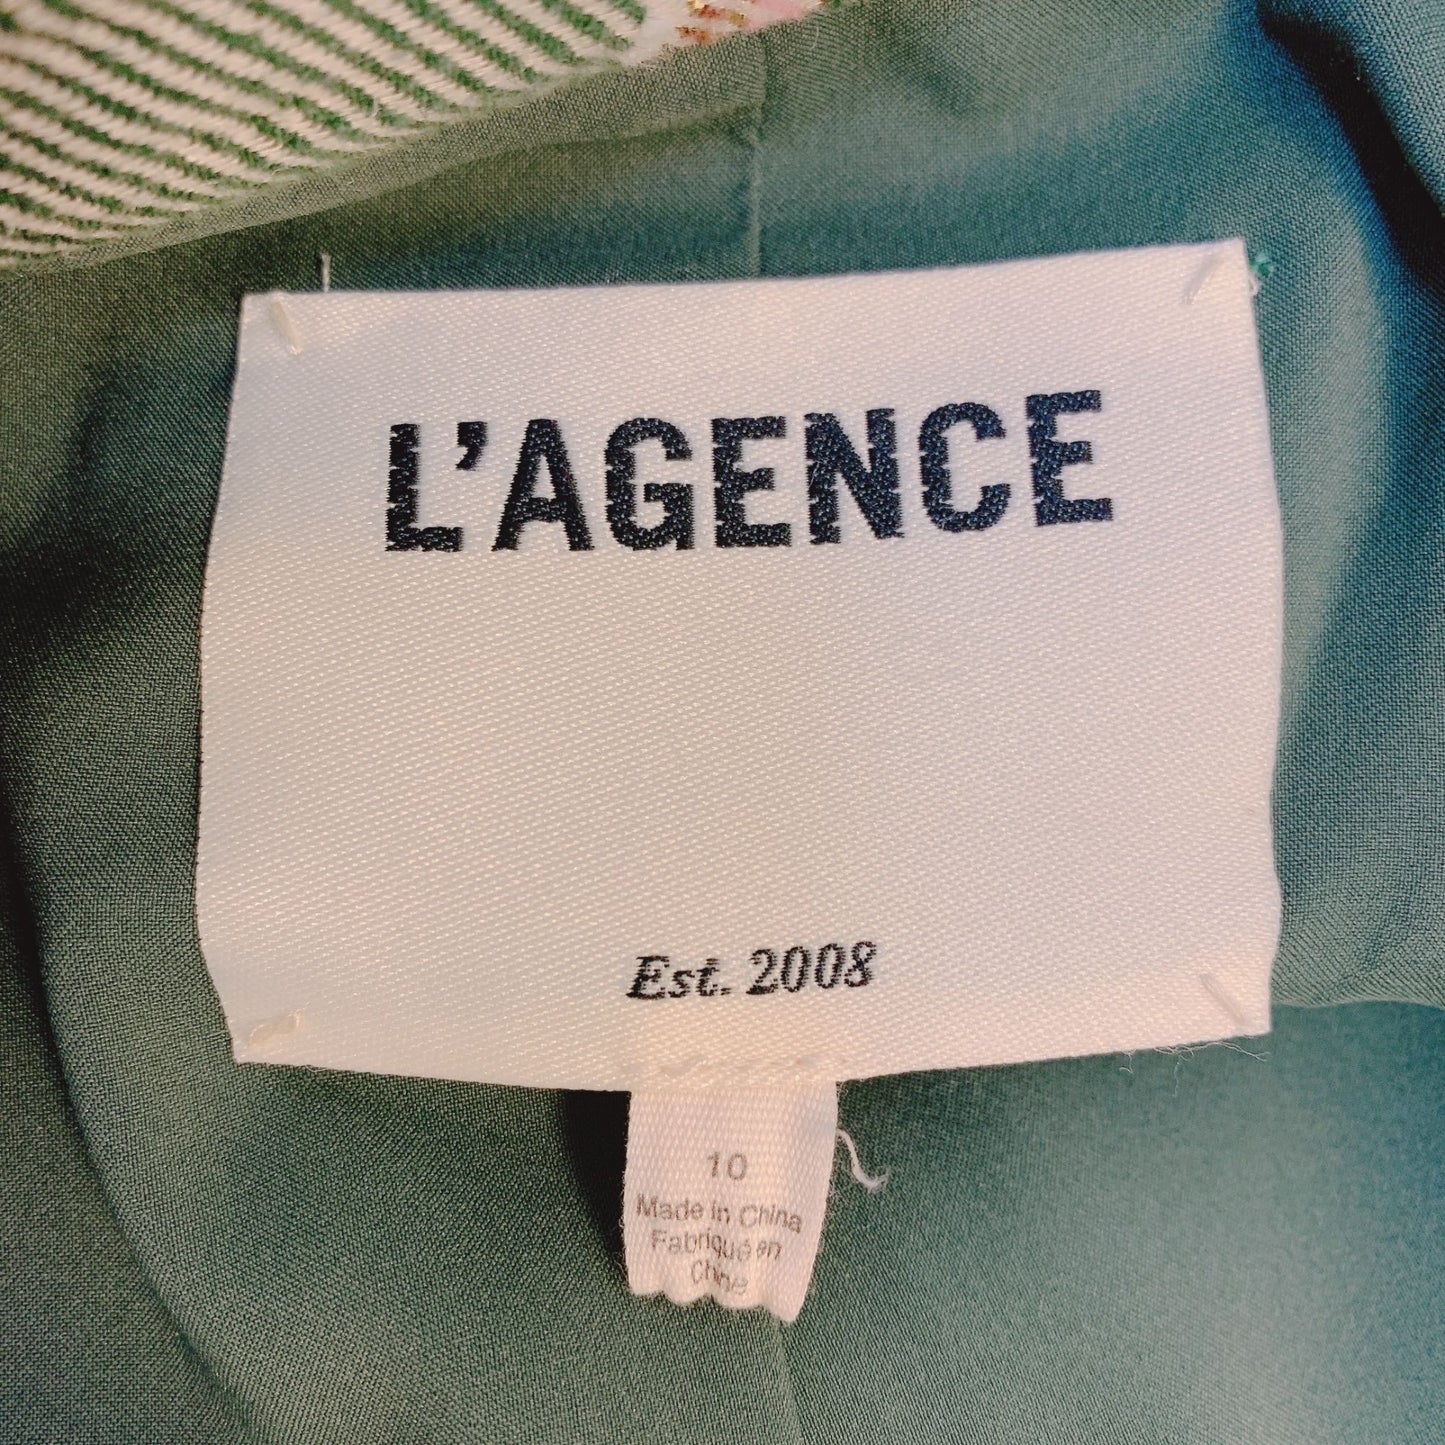 L'AGENCE
Est. 2008
10
Made in China
Fabriqué en
Chine